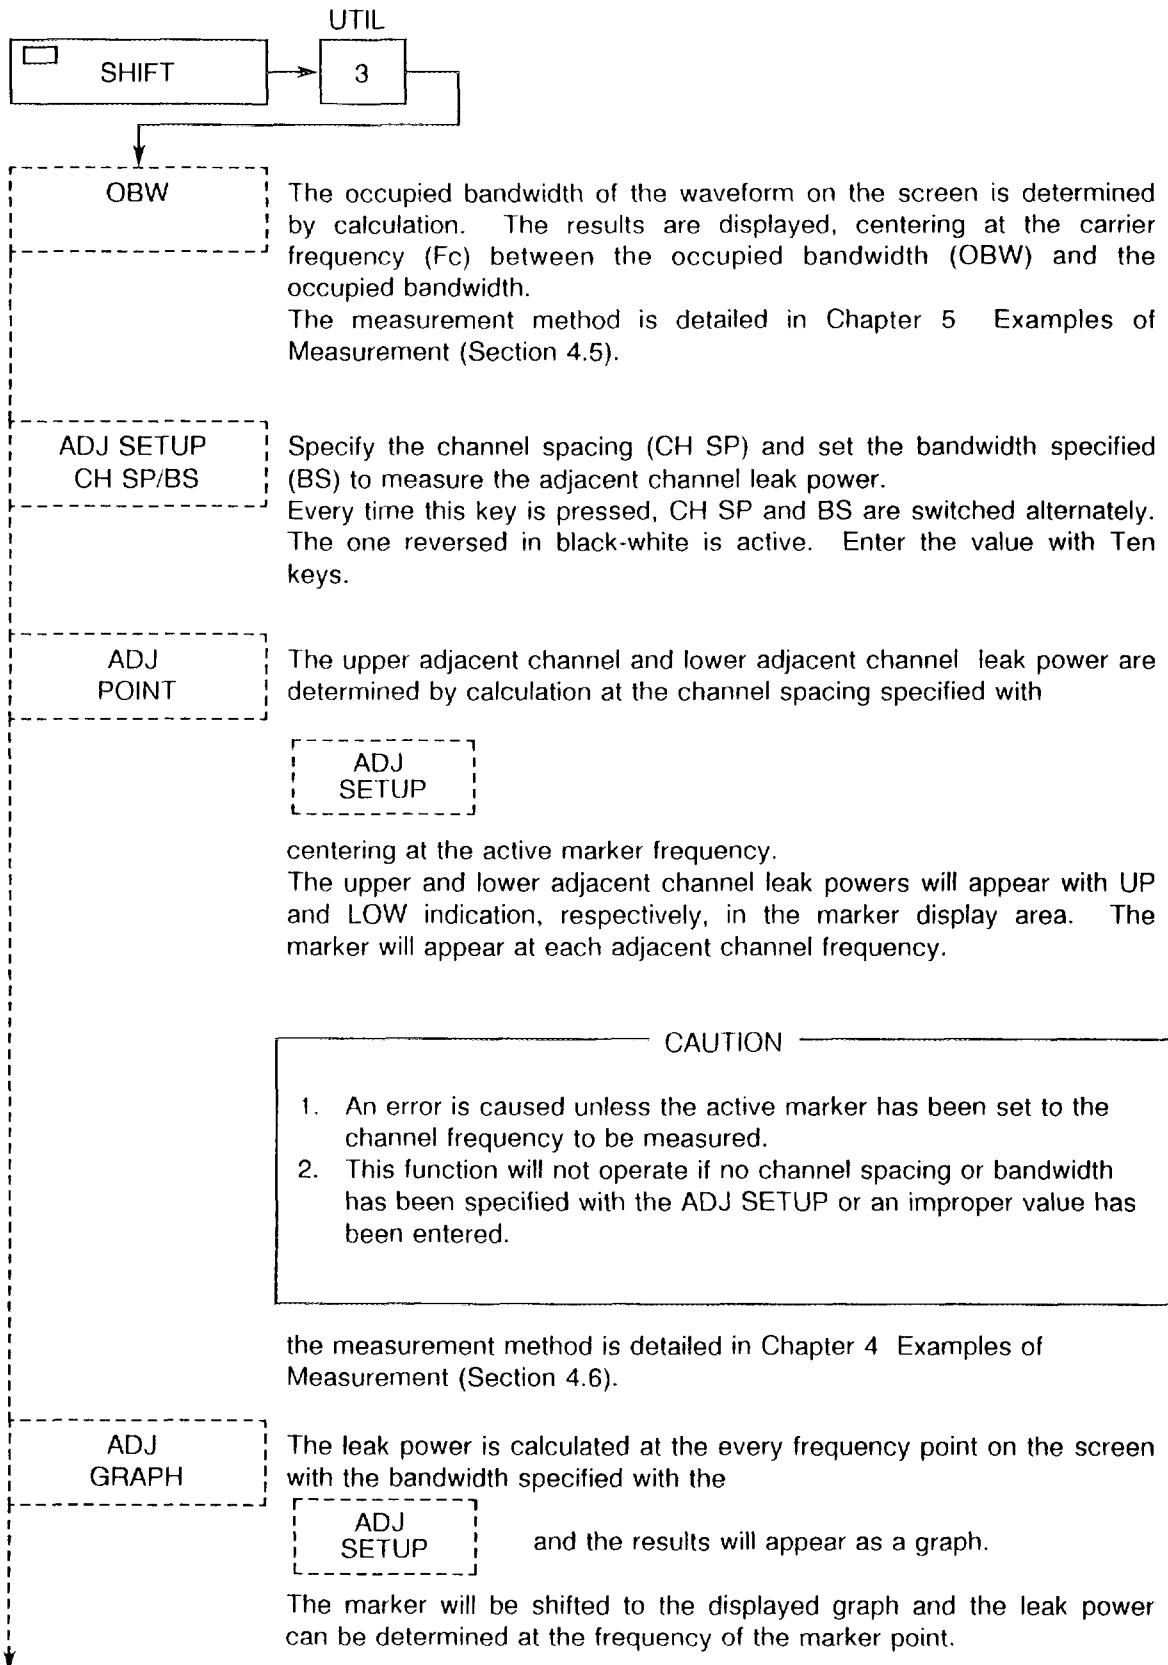 UTIL
SHIFT
3
OBW
The occupied bandwidth of the waveform on the screen is determined
by calculation. The results are displayed, centering at the carrier
frequency (Fc) between the occupied bandwidth (OBW) and the
occupied bandwidth.
The measurement method is detailed in Chapter 5 Examples of
Measurement (Section 4.5).
ADJ SETUP
CH SP/BS
Specify the channel spacing (CH SP) and set the bandwidth specified
(BS) to measure the adjacent channel leak power.
Every time this key is pressed, CH SP and BS are switched alternately.
The one reversed in black-white is active. Enter the value with Ten
keys.
ADJ
POINT
The upper adjacent channel and lower adjacent channel leak power are
determined by calculation at the channel spacing specified with
ADJ
SETUP
centering at the active marker frequency.
The upper and lower adjacent channel leak powers will appear with UP
and LOW indication, respectively, in the marker display area. The
marker will appear at each adjacent channel frequency.
CAUTION
1. An error is caused unless the active marker has been set to the
channel frequency to be measured.
2. This function will not operate if no channel spacing or bandwidth
has been specified with the ADJ SETUP or an improper value has
been entered.
the measurement method is detailed in Chapter 4 Examples of
Measurement (Section 4.6).
ADJ
GRAPH
The leak power is calculated at the every frequency point on the screen
with the bandwidth specified with the
ADJ
SETUP
and the results will appear as a graph.
The marker will be shifted to the displayed graph and the leak power
can be determined at the frequency of the marker point.